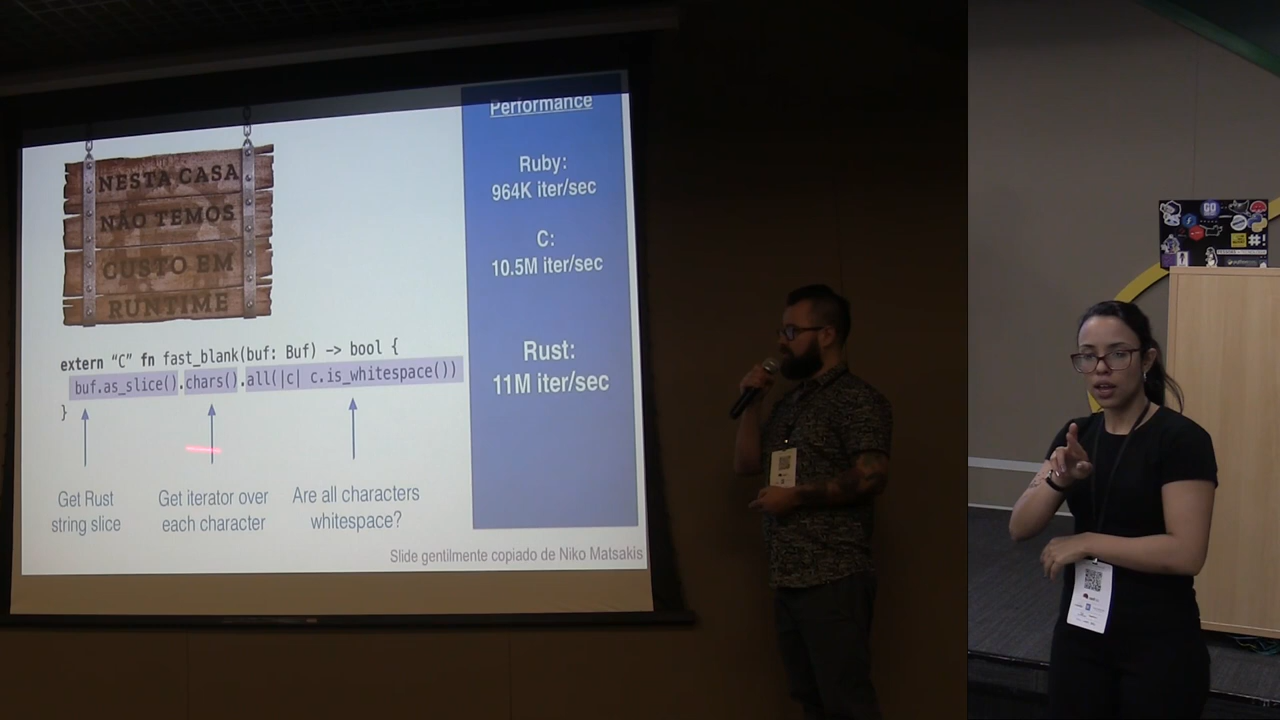 NESTA CASA
NÃO TEMOS
CUSTO EM
RUNTIME
extern “C” fn fast_blank(buf: Buf) -> bool {
buf.as_slice().chars().all(|c| c.is_whitespace())
}
Get Rust
string slice
Get iterator over
each character
Are all characters
whitespace?
Performance
Ruby:
964K iter/sec
C:
10.5M iter/sec
Rust:
11M iter/sec
Slide gentilmente copiado de Niko Matsakis
GO
#!